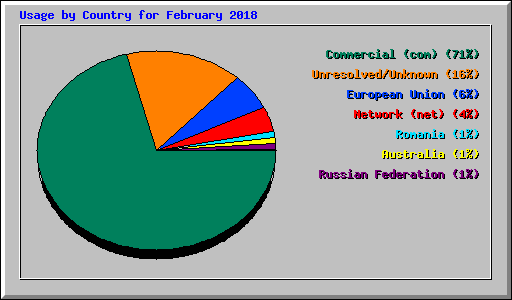 Usage by Country for February 2018
Commercial (com) (71%)
Unresolved/Unknown (16%)
European Union (6%)
Network (net) (4%)
Romania (1%)
Australia (1%)
Russian Federation (1%)